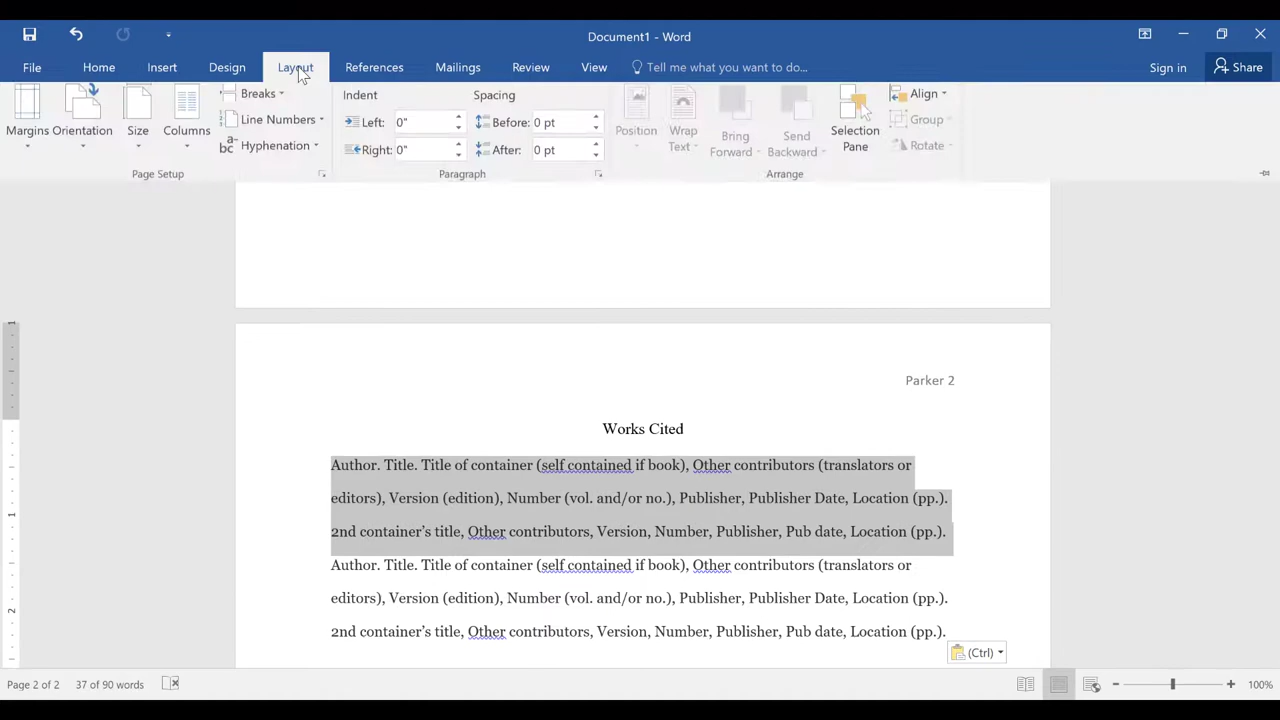 Document1 - Word
File Home Insert Design Layout References Mailings Review View Tell me what you want to do... Sign in Share
Margins Orientation Size Columns
Breaks
Line Numbers
Hyphenation
Page Setup
Indent Spacing
Left: 0" Before: 0 pt
Right: 0" After: 0 pt
Paragraph
Position Wrap Text Bring Forward Send Backward Selection Pane
Align
Group
Rotate
Arrange
Parker 2
Works Cited
Author. Title. Title of container (self contained if book), Other contributors (translators or
editors), Version (edition), Number (vol. and/or no.), Publisher, Publisher Date, Location (pp.).
2nd container's title, Other contributors, Version, Number, Publisher, Pub date, Location (pp.).
Author. Title. Title of container (self contained if book), Other contributors (translators or
editors), Version (edition), Number (vol. and/or no.), Publisher, Publisher Date, Location (pp.).
2nd container's title, Other contributors, Version, Number, Publisher, Pub date, Location (pp.).
(Ctrl)
1
1
2
Page 2 of 2 37 of 90 words 100%